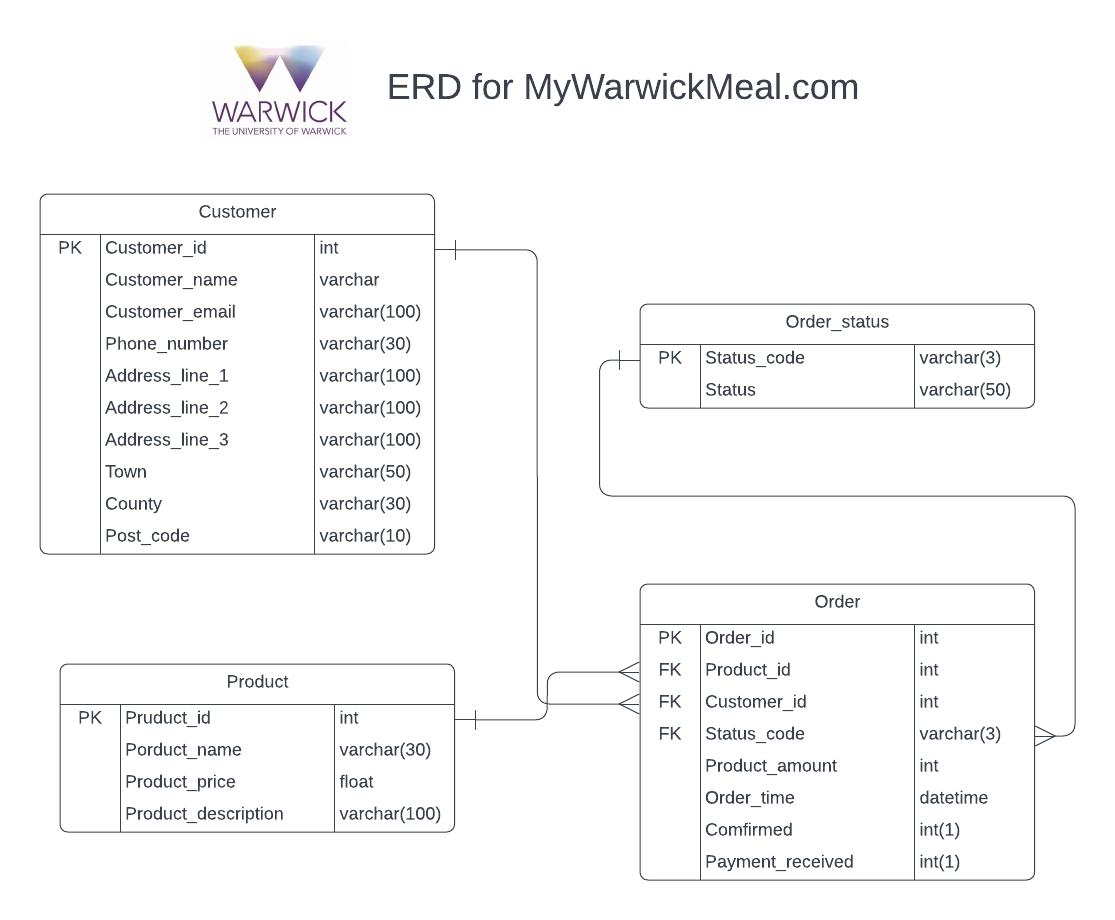 WARWICK
THE UNIVERSITY OF WARWICK
ERD for MyWarwickMeal.com
Customer
PK Customer_id int
Customer_name varchar
Customer_email varchar(100)
Phone_number varchar(30)
Address_line_1 varchar(100)
Address_line_2 varchar(100)
Address_line_3 varchar(100)
Town varchar(50)
County varchar(30)
Post_code varchar(10)
Order_status
PK Status_code varchar(3)
Status varchar(50)
Product
PK Pruduct_id int
Porduct_name varchar(30)
Product_price float
Product_description varchar(100)
Order
PK Order_id int
FK Product_id int
FK Customer_id int
FK Status_code varchar(3)
Product_amount int
Order_time datetime
Comfirmed int(1)
Payment_received int(1)